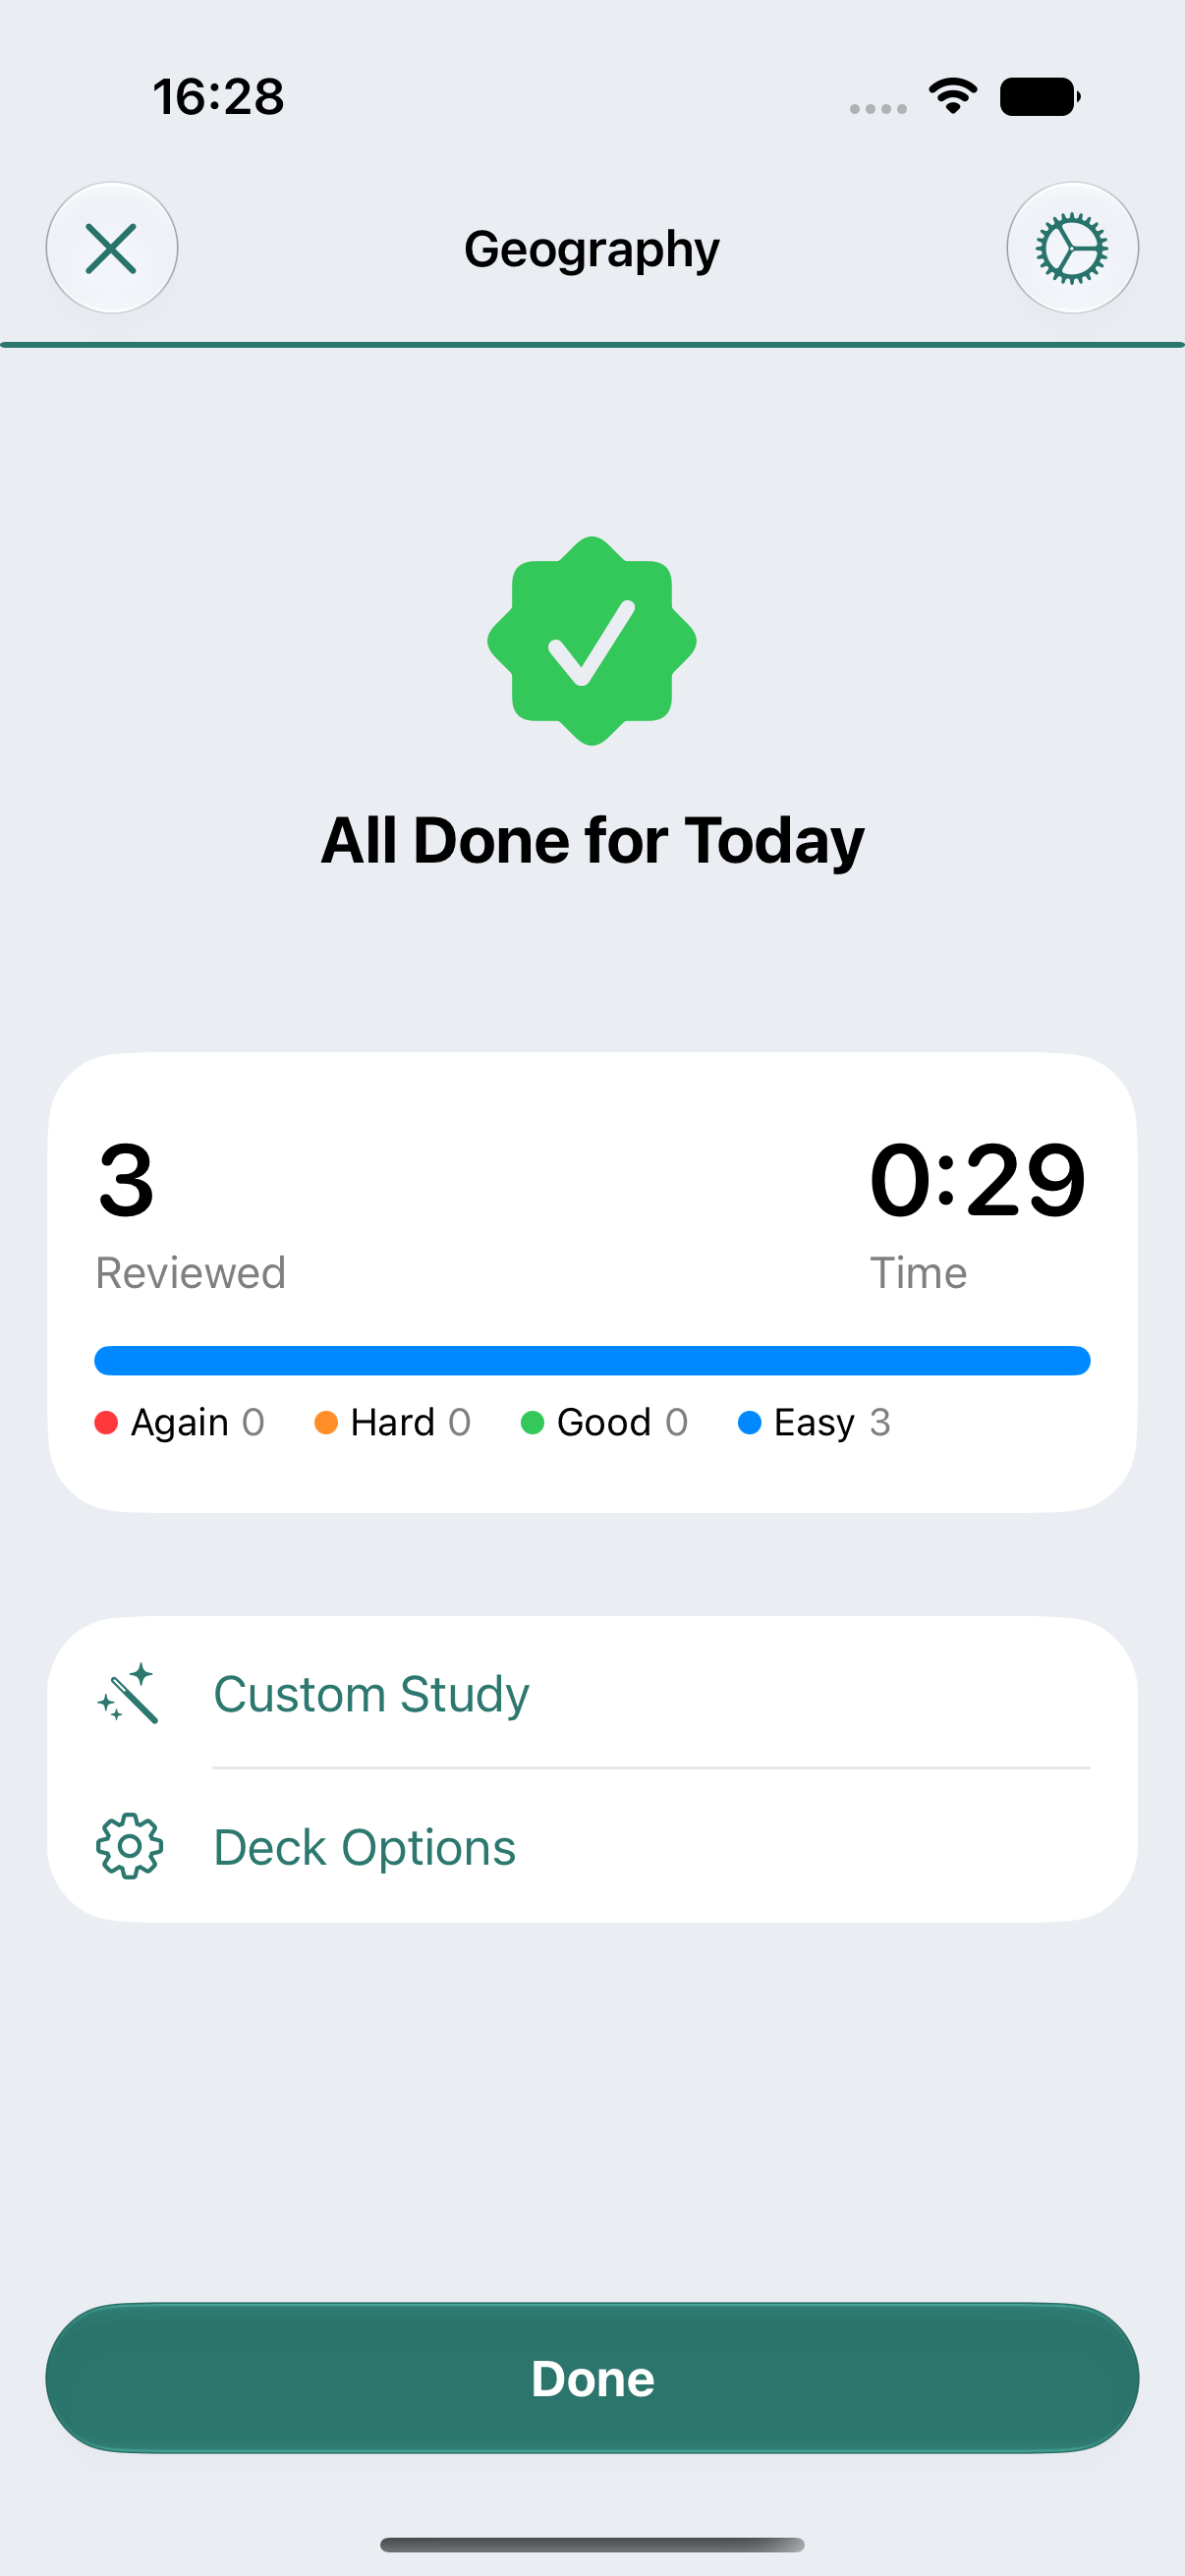 16:28
Geography
All Done for Today
3
0:29
Reviewed
Time
Again 0 Hard 0 Good 0 Easy 3
Custom Study
Deck Options
Done